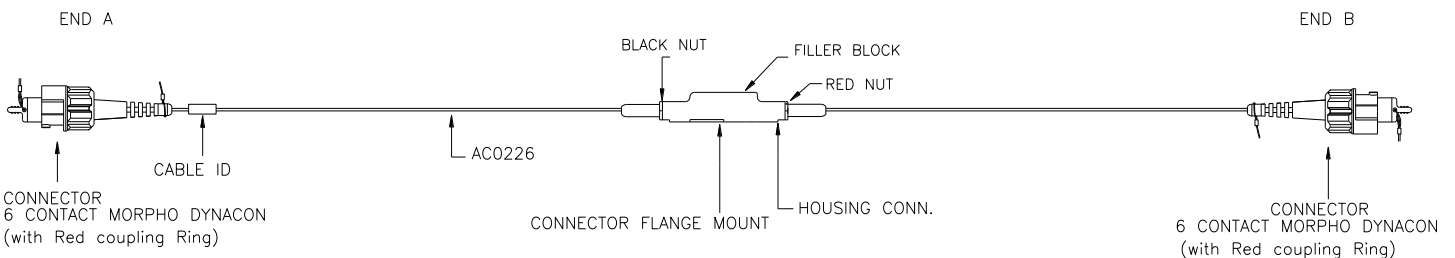 END A
END B
BLACK NUT
FILLER BLOCK
RED NUT
CABLE ID
AC0226
CONNECTOR
6 CONTACT MORPHO DYNACON
(with Red coupling Ring)
CONNECTOR FLANGE MOUNT
HOUSING CONN.
CONNECTOR
6 CONTACT MORPHO DYNACON
(with Red coupling Ring)